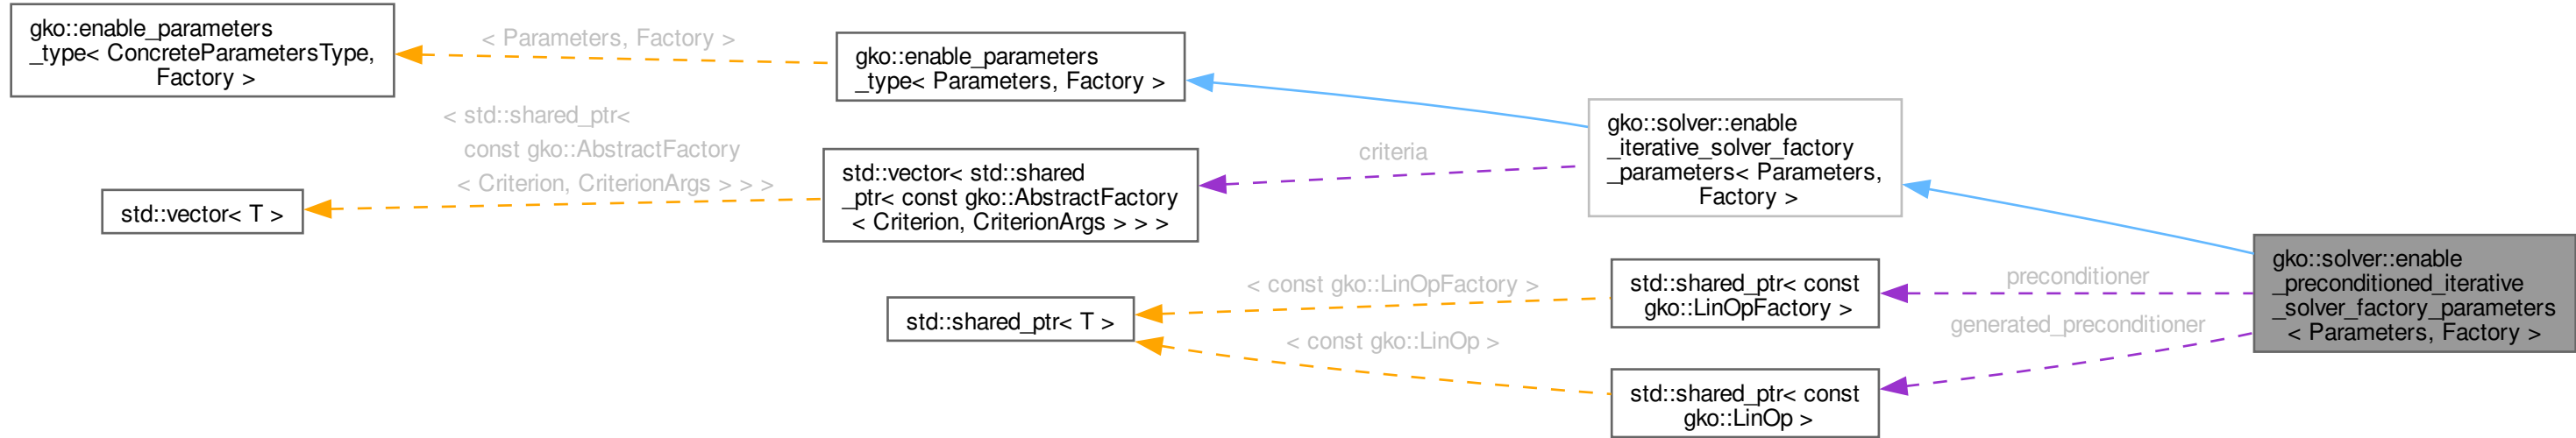 gko::enable_parameters
_type< ConcreteParametersType,
Factory >
< Parameters, Factory >
gko::enable_parameters
_type< Parameters, Factory >
< std::shared_ptr<
const gko::AbstractFactory
< Criterion, CriterionArgs > > >
std::vector< T >
std::vector< std::shared
_ptr< const gko::AbstractFactory
< Criterion, CriterionArgs > > >
criteria
gko::solver::enable
_iterative_solver_factory
_parameters< Parameters,
Factory >
std::shared_ptr< T >
< const gko::LinOpFactory >
< const gko::LinOp >
std::shared_ptr< const
gko::LinOpFactory >
std::shared_ptr< const
gko::LinOp >
preconditioner
generated_preconditioner
gko::solver::enable
_preconditioned_iterative
_solver_factory_parameters
< Parameters, Factory >